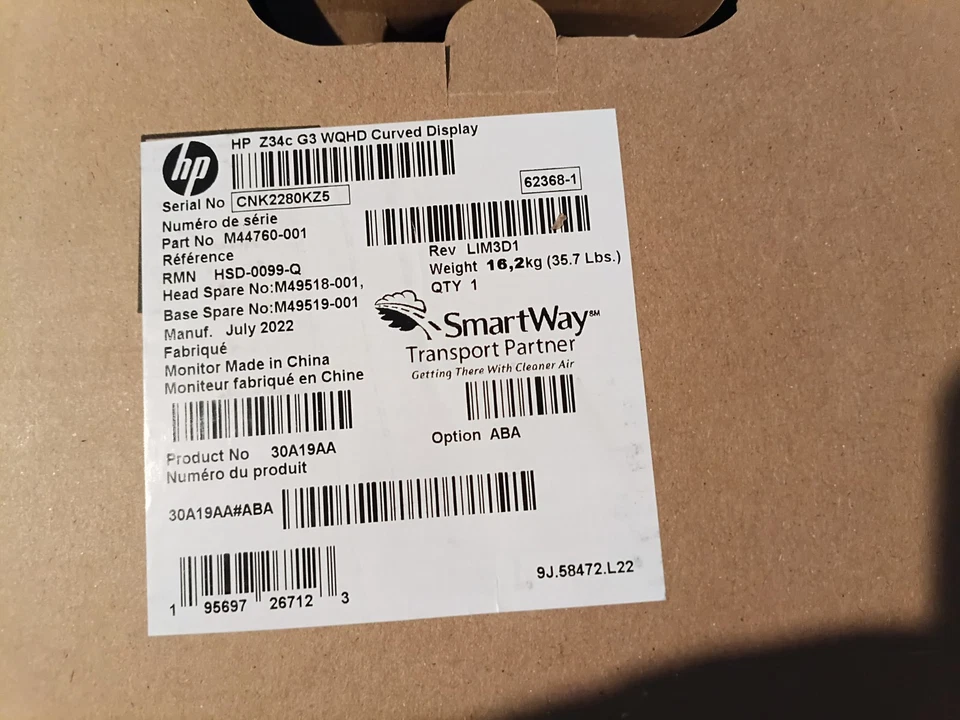 HP Z34c G3 WQHD Curved Display
hp
Serial No CNK2280KZ5
62368-1
Numéro de série
Part No M44760-001
Référence
Rev LIM3D1
RMN HSD-0099-Q
Weight 16,2kg (35.7 Lbs.)
Head Spare No:M49518-001,
QTY 1
Base Spare No:M49519-001
Manuf. July 2022
Fabriqué
SmartWay SM
Transport Partner
Getting There With Cleaner Air
Monitor Made in China
Moniteur fabriqué en Chine
Product No 30A19AA
Option ABA
Numéro du produit
30A19AA#ABA
1 95697 26712 3
9J.58472.L22